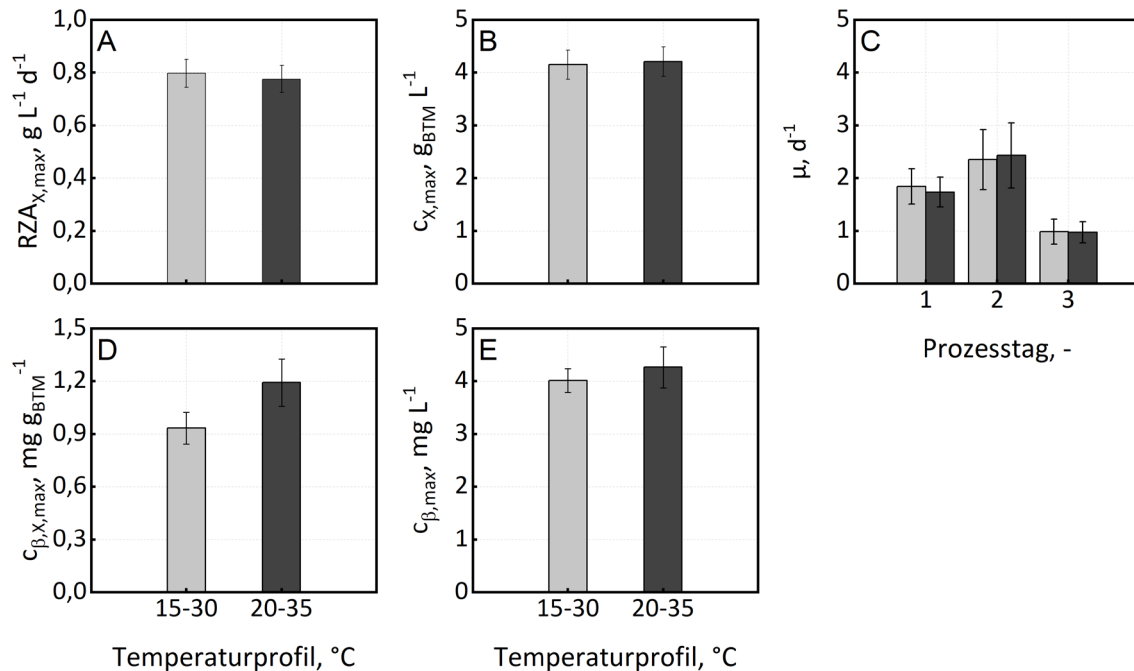 A
RZA_X,max, g L⁻¹ d⁻¹
1,0
0,8
0,6
0,4
0,2
0,0
B
c_X,max, g_BTM L⁻¹
5
4
3
2
1
0
C
μ, d⁻¹
5
4
3
2
1
0
1 2 3
Prozesstag, -
D
c_β,X,max, mg g_BTM⁻¹
1,5
1,2
0,9
0,6
0,3
0,0
15-30 20-35
Temperaturprofil, °C
E
c_β,max, mg L⁻¹
5
4
3
2
1
0
15-30 20-35
Temperaturprofil, °C